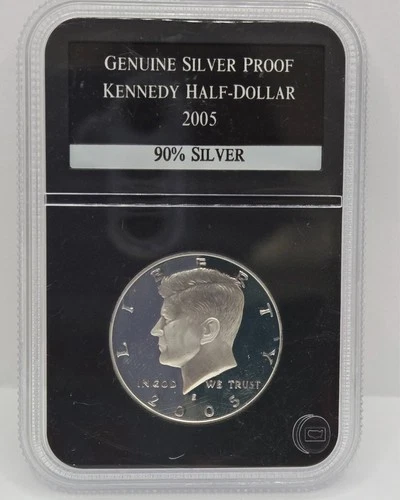 GENUINE SILVER PROOF
KENNEDY HALF-DOLLAR
2005
90% SILVER
LIBERTY
IN GOD WE TRUST
S
2005